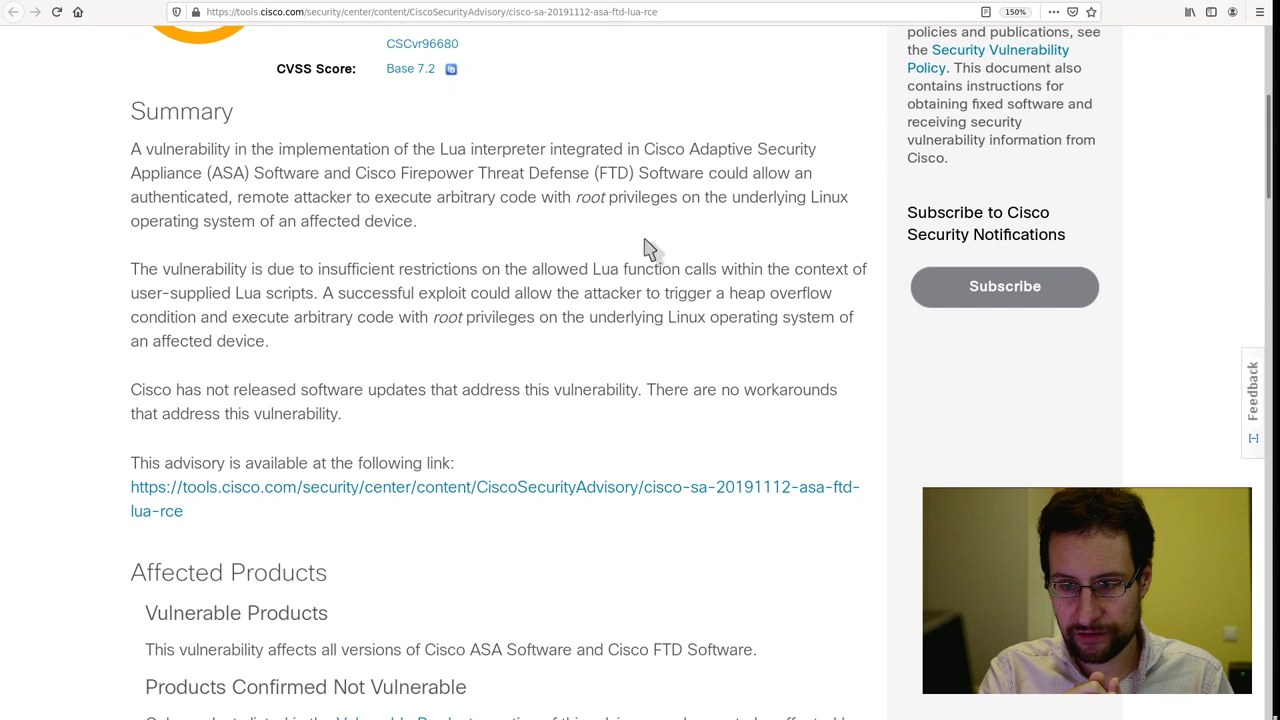 https://tools.cisco.com/security/center/content/CiscoSecurityAdvisory/cisco-sa-20191112-asa-ftd-lua-rce
150%
CSCvr96680
CVSS Score:
Base 7.2
Summary
A vulnerability in the implementation of the Lua interpreter integrated in Cisco Adaptive Security
Appliance (ASA) Software and Cisco Firepower Threat Defense (FTD) Software could allow an
authenticated, remote attacker to execute arbitrary code with root privileges on the underlying Linux
operating system of an affected device.
The vulnerability is due to insufficient restrictions on the allowed Lua function calls within the context of
user-supplied Lua scripts. A successful exploit could allow the attacker to trigger a heap overflow
condition and execute arbitrary code with root privileges on the underlying Linux operating system of
an affected device.
Cisco has not released software updates that address this vulnerability. There are no workarounds
that address this vulnerability.
This advisory is available at the following link:
https://tools.cisco.com/security/center/content/CiscoSecurityAdvisory/cisco-sa-20191112-asa-ftd-
lua-rce
Affected Products
Vulnerable Products
This vulnerability affects all versions of Cisco ASA Software and Cisco FTD Software.
Products Confirmed Not Vulnerable
policies and publications, see
the Security Vulnerability
Policy. This document also
contains instructions for
obtaining fixed software and
receiving security
vulnerability information from
Cisco.
Subscribe to Cisco
Security Notifications
Subscribe
Feedback